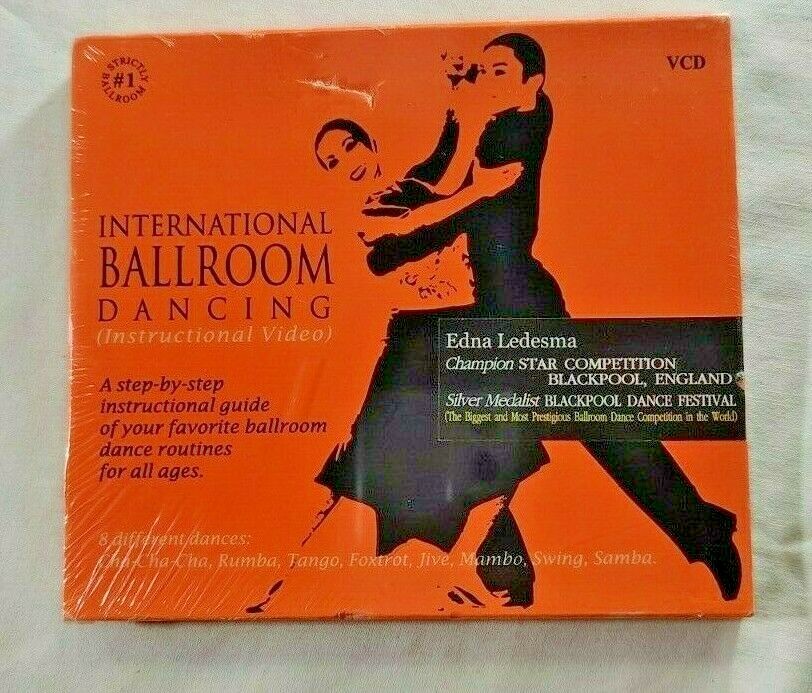 STRICTLY
#1
BALLROOM
VCD
INTERNATIONAL
BALLROOM
DANCING
(Instructional Video)
A step-by-step
instructional guide
of your favorite ballroom
dance routines
for all ages.
Edna Ledesma
Champion STAR COMPETITION
BLACKPOOL, ENGLAND
Silver Medalist BLACKPOOL DANCE FESTIVAL
(The Biggest and Most Prestigious Ballroom Dance Competition in the World)
8 different dances:
Cha-Cha-Cha, Rumba, Tango, Foxtrot, Jive, Mambo, Swing, Samba.